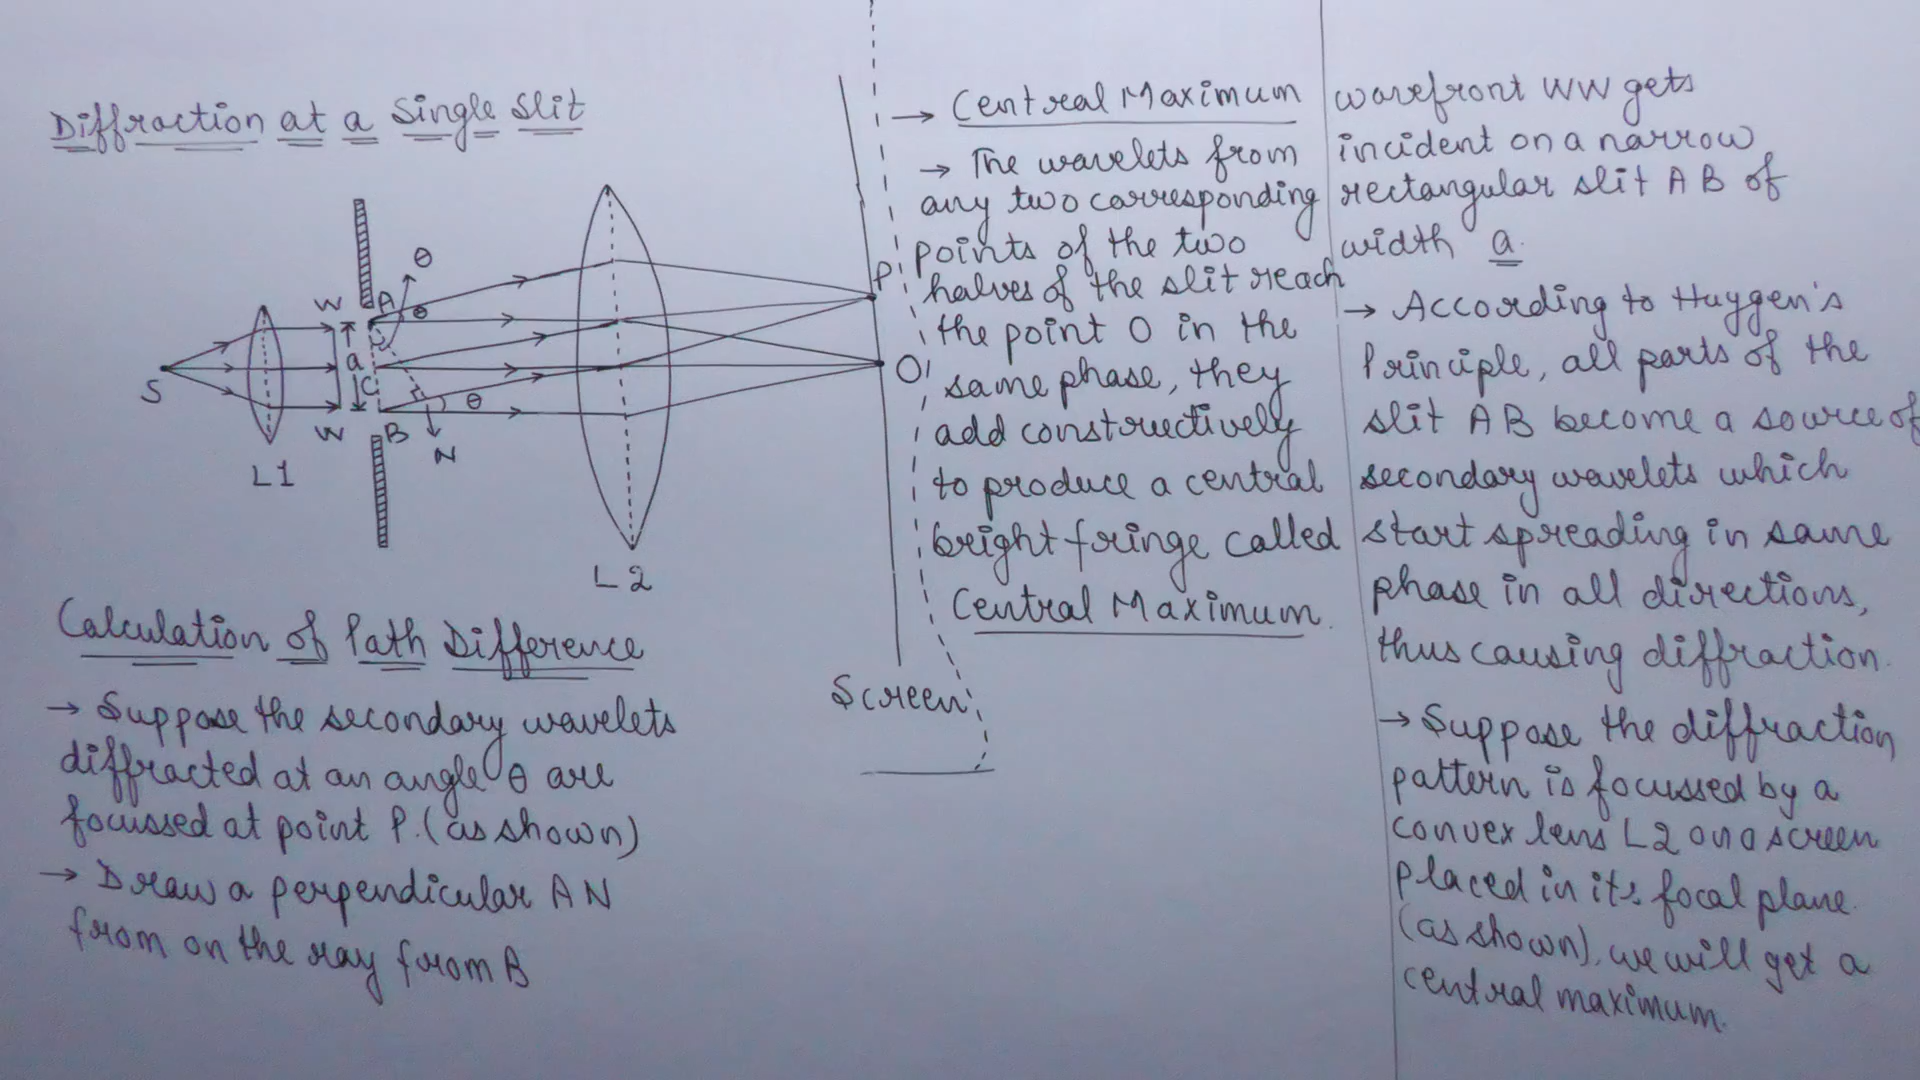 Diffraction at a Single Slit
θ
W
A
θ
a
C
S
θ
W
B
N
L1
L2
P
O
Screen
Calculation of Path Difference
→ Suppose the secondary wavelets
diffracted at an angle θ are
focussed at point P. (as shown)
→ Draw a perpendicular AN
from on the ray from B
→ Central Maximum
→ The wavelets from
any two corresponding
points of the two
halves of the slit reach
the point O in the
same phase, they
add constructively
to produce a central
bright fringe called
Central Maximum.
wavefront WW gets
incident on a narrow
rectangular slit AB of
width a.
→ According to Huygen's
Principle, all parts of the
slit AB become a source of
secondary wavelets which
start spreading in same
phase in all directions,
thus causing diffraction.
→ Suppose the diffraction
pattern is focussed by a
convex lens L2 on a screen
placed in its focal plane.
(as shown). we will get a
central maximum.